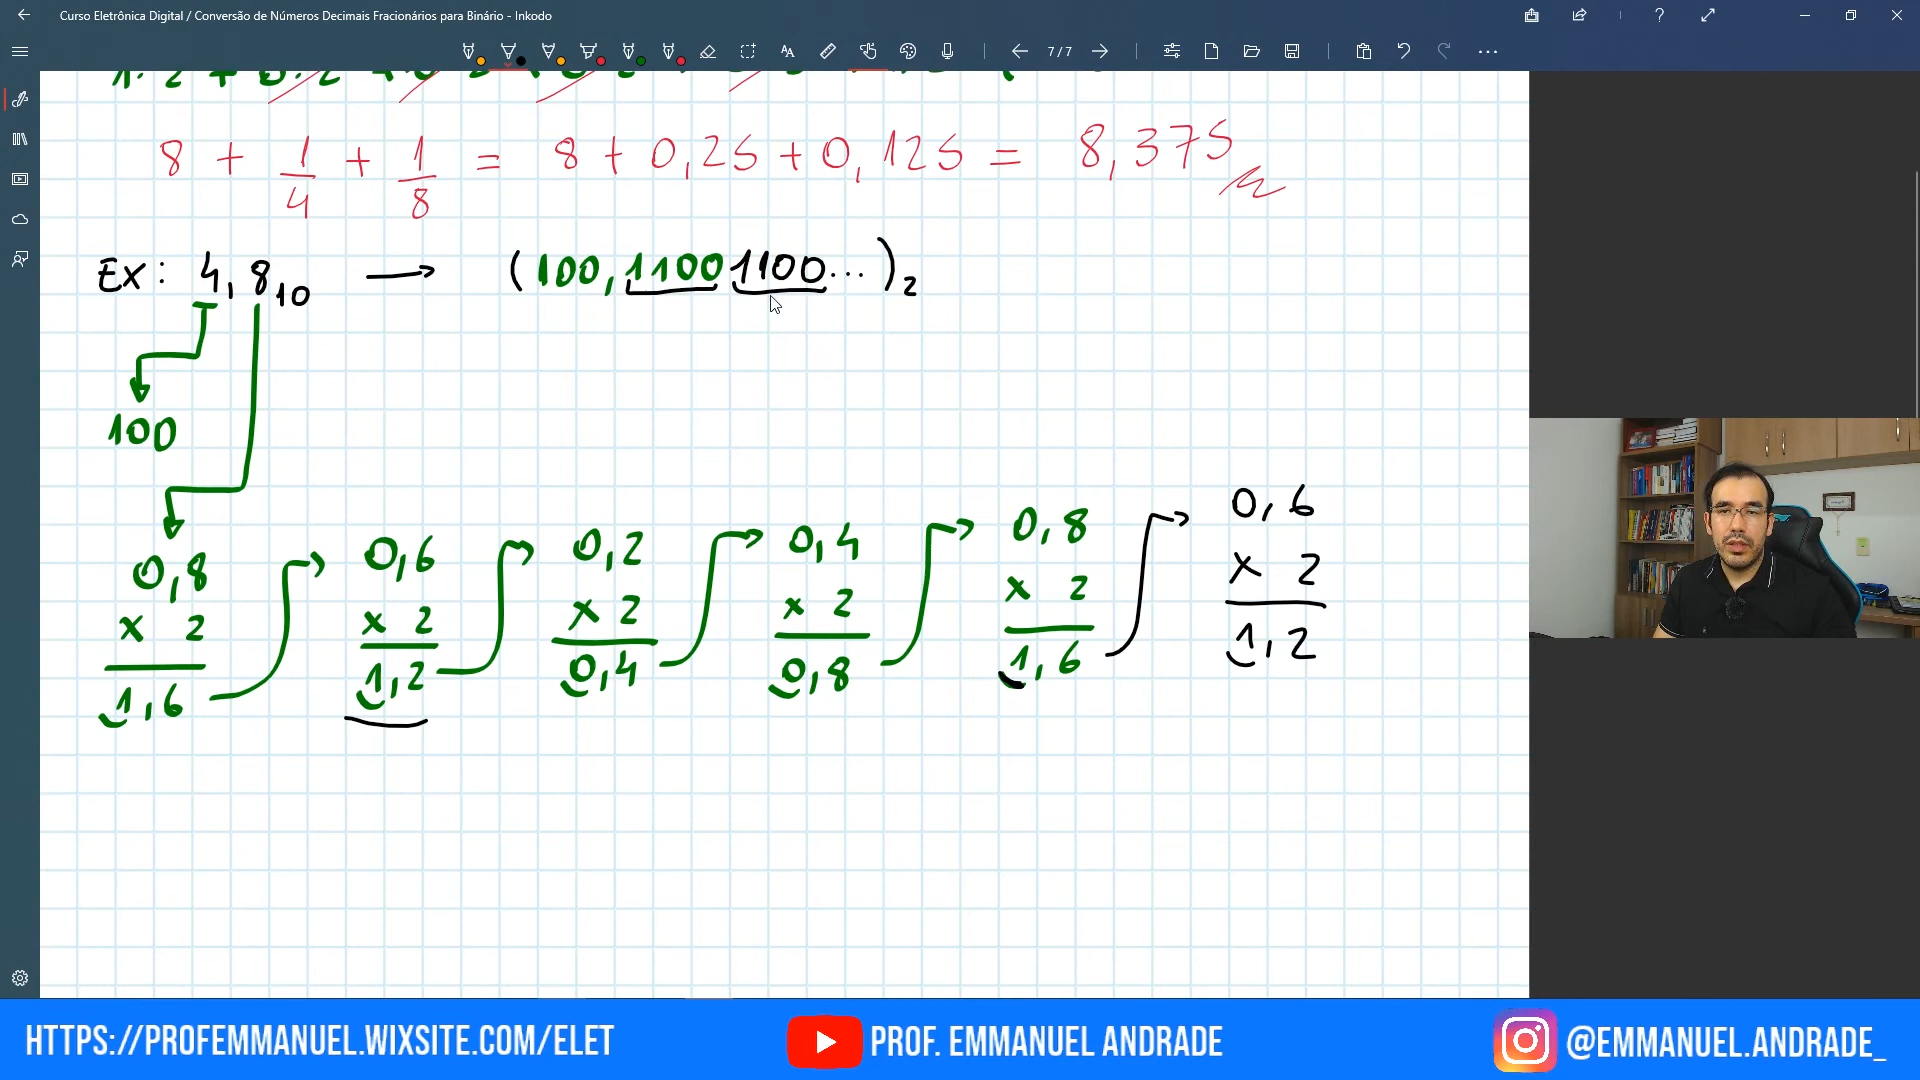 Curso Eletrônica Digital / Conversão de Números Decimais Fracionários para Binário - Inkodo
7 / 7
8 + 1/4 + 1/8 = 8 + 0,25 + 0,125 = 8,375
EX: 4,8₁₀ → (100,11001100...)₂
100
0,8 0,6 0,2 0,4 0,8 0,6
x 2 x 2 x 2 x 2 x 2 x 2
1,6 1,2 0,4 0,8 1,6 1,2
HTTPS://PROFEMMANUEL.WIXSITE.COM/ELET
PROF. EMMANUEL ANDRADE
@EMMANUEL.ANDRADE_